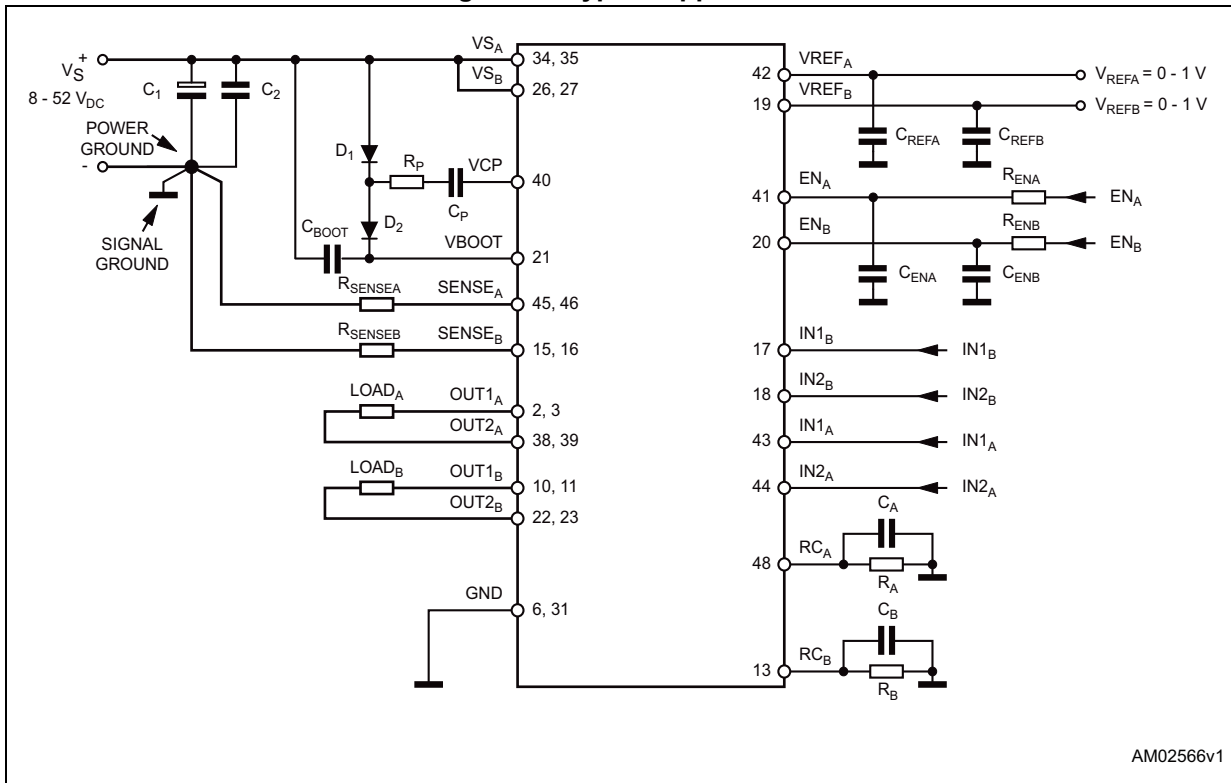 VS_A
34, 35
VS_B
26, 27
V_S
+
8 - 52 V_DC
C_1
C_2
POWER
GROUND
-
SIGNAL
GROUND
D_1
R_P
VCP
40
C_P
C_BOOT
D_2
VBOOT
21
R_SENSEA
SENSE_A
45, 46
R_SENSEB
SENSE_B
15, 16
LOAD_A
OUT1_A
2, 3
OUT2_A
38, 39
LOAD_B
OUT1_B
10, 11
OUT2_B
22, 23
GND
6, 31
42
VREF_A
V_REFA = 0 - 1 V
19
VREF_B
V_REFB = 0 - 1 V
C_REFA
C_REFB
41
EN_A
R_ENA
EN_A
20
EN_B
R_ENB
EN_B
C_ENA
C_ENB
17
IN1_B
IN1_B
18
IN2_B
IN2_B
43
IN1_A
IN1_A
44
IN2_A
IN2_A
C_A
48
RC_A
R_A
C_B
13
RC_B
R_B
AM02566v1